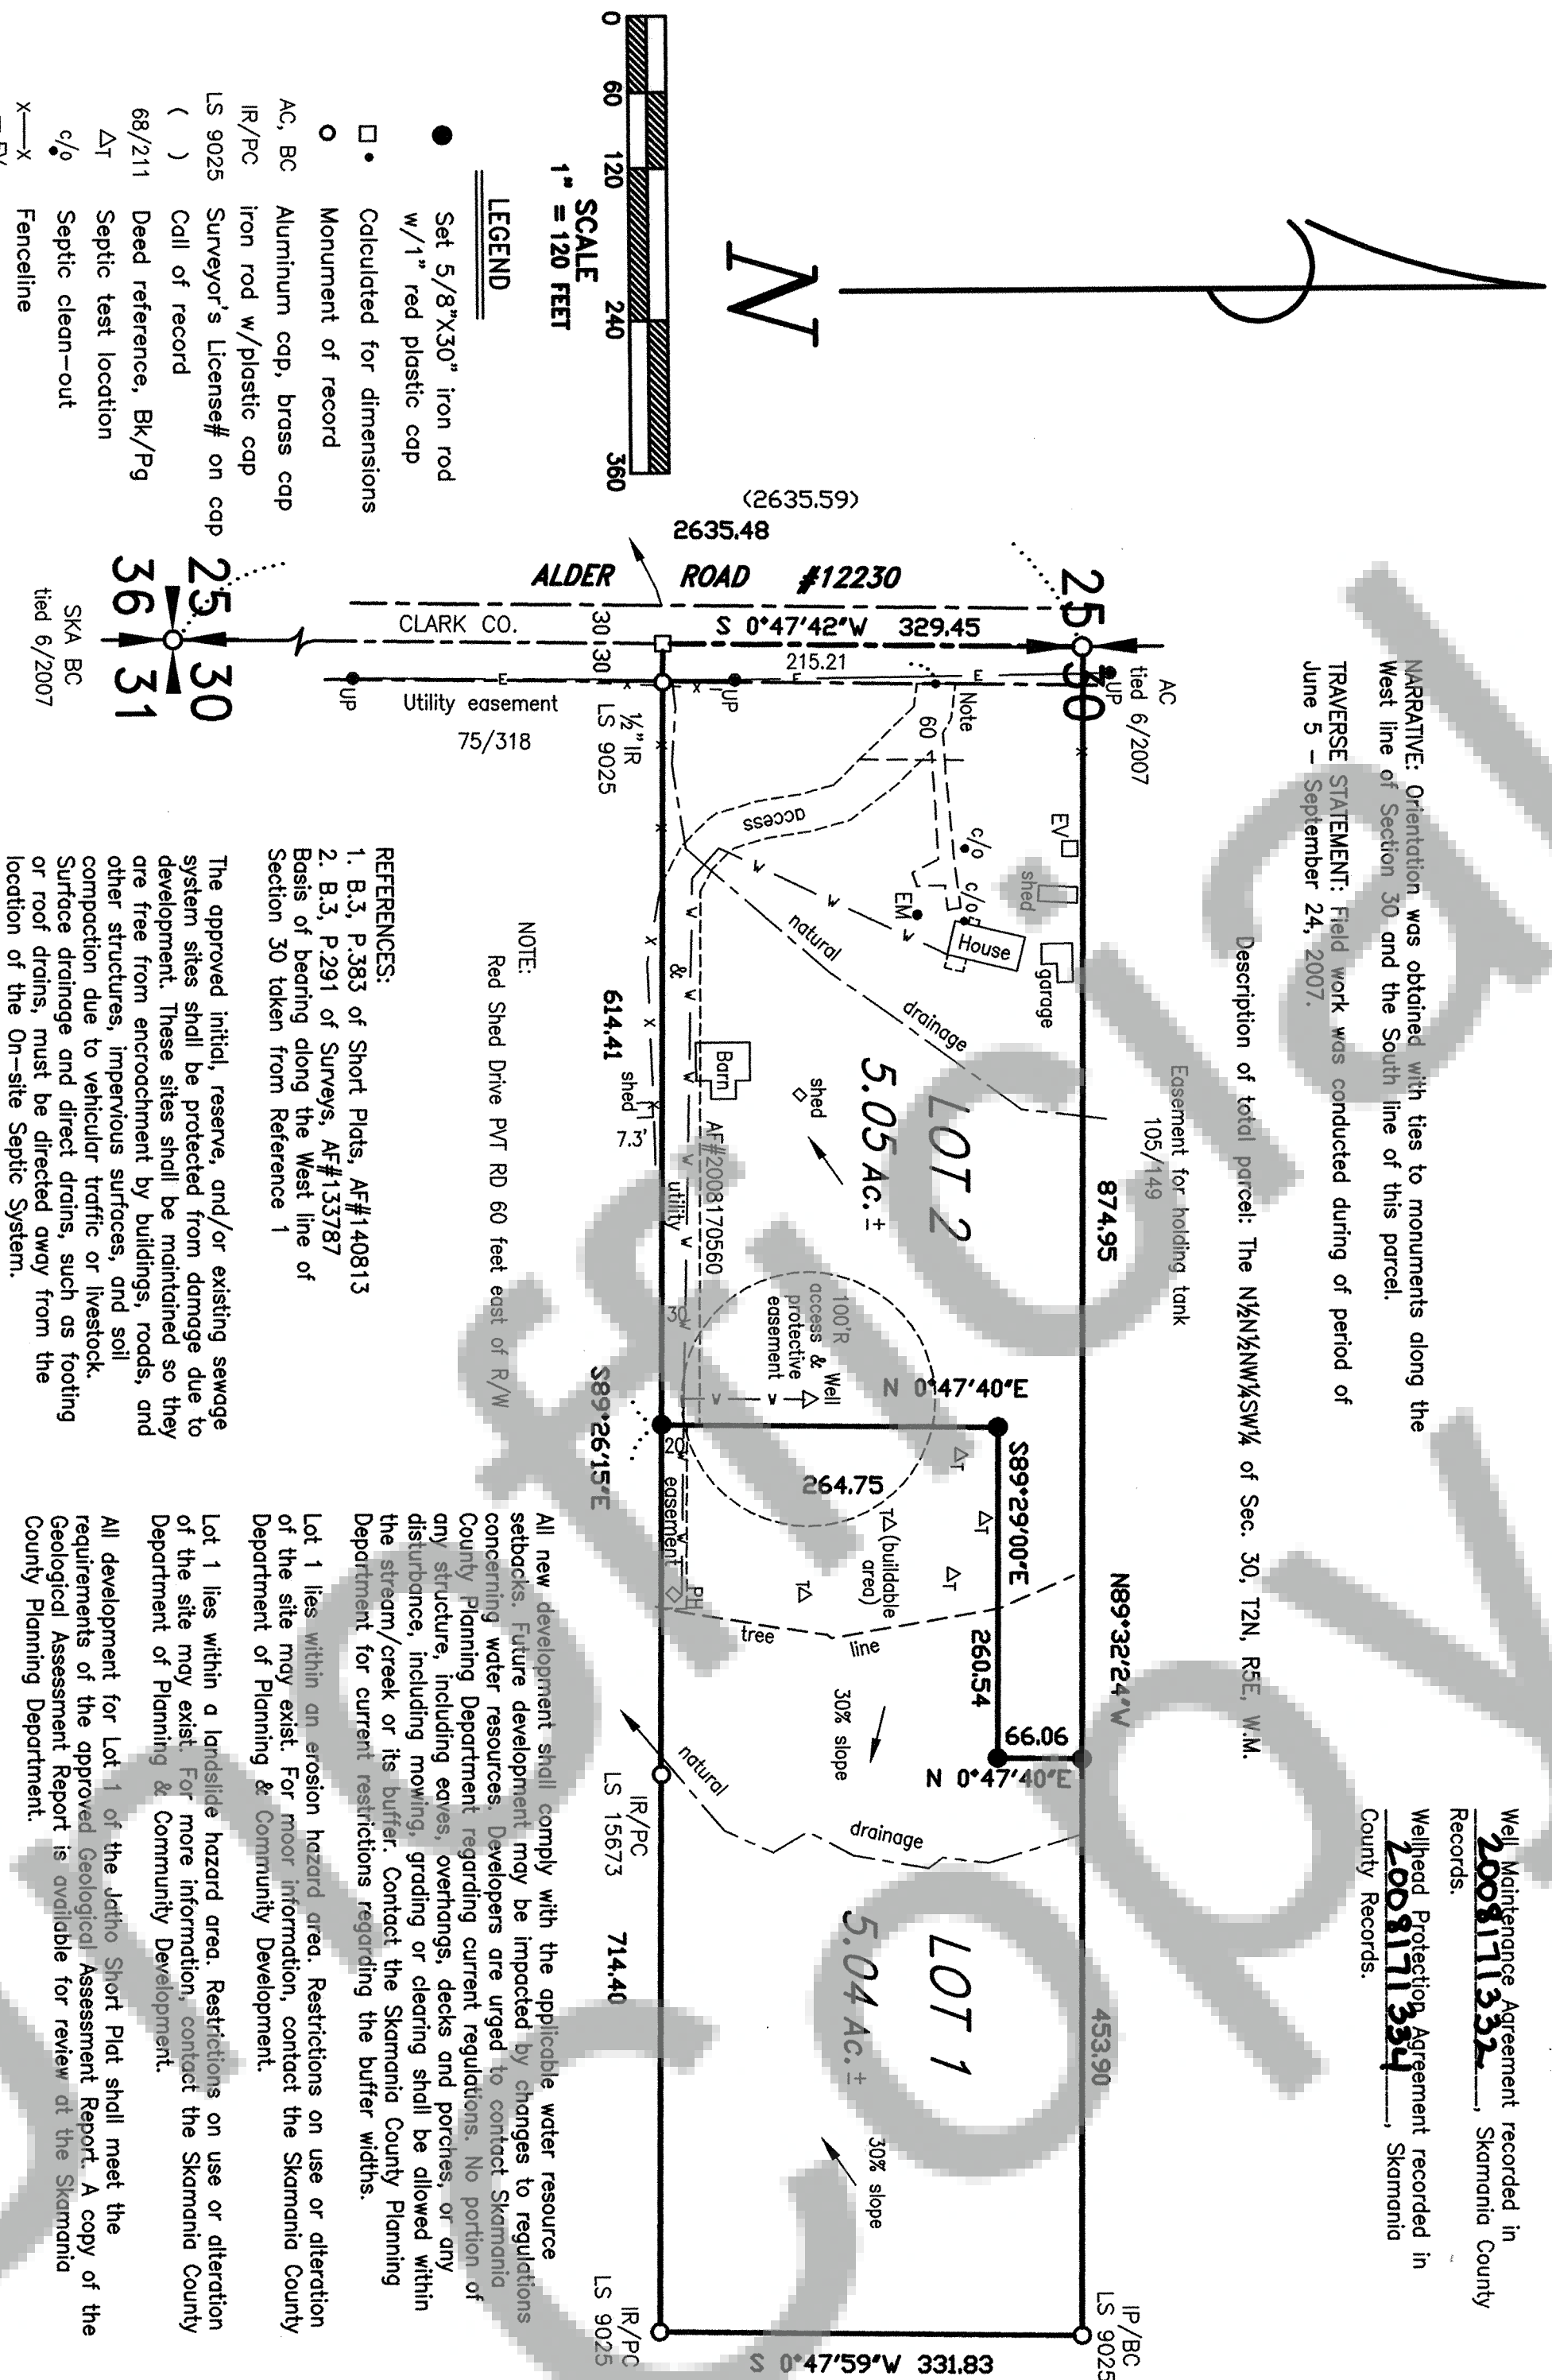 NARRATIVE: Orientation was obtained with ties to monuments along the
West line of Section 30 and the South line of this parcel.
TRAVERSE STATEMENT: Field work was conducted during of period of
June 5 – September 24, 2007.
Description of total parcel: The N½N½NW¼SW¼ of Sec. 30, T2N, R5E, W.M.
Well Maintenance Agreement recorded in
2008171332, Skamania County
Records.
Wellhead Protection Agreement recorded in
2008171334, Skamania
County Records.
N
0 60 120 240 360
SCALE
1" = 120 FEET
LEGEND
Set 5/8"X30" iron rod
w/1" red plastic cap
Calculated for dimensions
Monument of record
AC, BC Aluminum cap, brass cap
IR/PC iron rod w/plastic cap
LS 9025 Surveyor's License# on cap
( ) Call of record
68/211 Deed reference, Bk/Pg
△T Septic test location
c/o Septic clean-out
x——x Fenceline
AC
tied 6/2007
25
30
UP
Easement for holding tank
105/149
874.95
N89°32'24"W
453.90
IP/BC
LS 9025
(2635.59)
2635.48
ALDER ROAD #12230
CLARK CO.
S 0°47'42"W 329.45
215.21
30 30
E
E
E
UP
UP
Utility easement
75/318
½" IR
LS 9025
Note
60
access
EV
shed
garage
House
c/o
c/o
EM
natural
drainage
LOT 2
5.05 Ac.±
shed
Barn
shed
7.3'
AF#2008170560
W
&
utility
30
20
easement
PH
100'R
access & Well
protective
easement
N 0°47'40"E
S89°29'00"E
264.75
260.54
66.06
N 0°47'40"E
△T
△T
△T
T△ (buildable
area)
T△
tree line
30% slope
natural
drainage
LOT 1
5.04 Ac.±
30% slope
614.41
S89°26'15"E
714.40
IR/PC
LS 15673
IR/PC
LS 9025
S 0°47'59"W 331.83
25 30
36 31
SKA BC
tied 6/2007
NOTE:
Red Shed Drive PVT RD 60 feet east of R/W
REFERENCES:
1. B.3, P.383 of Short Plats, AF#140813
2. B.3, P.291 of Surveys, AF#133787
Basis of bearing along the West line of
Section 30 taken from Reference 1
The approved initial, reserve, and/or existing sewage
system sites shall be protected from damage due to
development. These sites shall be maintained so they
are free from encroachment by buildings, roads, and
other structures, impervious surfaces, and soil
compaction due to vehicular traffic or livestock.
Surface drainage and direct drains, such as footing
or roof drains, must be directed away from the
location of the On-site Septic System.
All new development shall comply with the applicable water resource
setbacks. Future development may be impacted by changes to regulations
concerning water resources. Developers are urged to contact Skamania
County Planning Department regarding current regulations. No portion of
any structure, including eaves, overhangs, decks and porches, or any
disturbance, including mowing, grading or clearing shall be allowed within
the stream/creek or its buffer. Contact the Skamania County Planning
Department for current restrictions regarding the buffer widths.
Lot 1 lies within an erosion hazard area. Restrictions on use or alteration
of the site may exist. For moor information, contact the Skamania County
Department of Planning & Community Development.
Lot 1 lies within a landslide hazard area. Restrictions on use or alteration
of the site may exist. For more information, contact the Skamania County
Department of Planning & Community Development.
All development for Lot 1 of the Jatho Short Plat shall meet the
requirements of the approved Geological Assessment Report. A copy of the
Geological Assessment Report is available for review at the Skamania
County Planning Department.